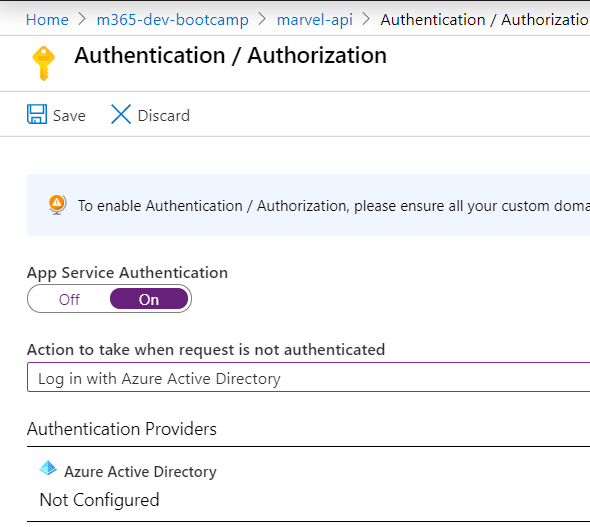 Home > m365-dev-bootcamp > marvel-api > Authentication / Authorizatio
Authentication / Authorization
Save Discard
To enable Authentication / Authorization, please ensure all your custom doma
App Service Authentication
Off On
Action to take when request is not authenticated
Log in with Azure Active Directory
Authentication Providers
Azure Active Directory
Not Configured